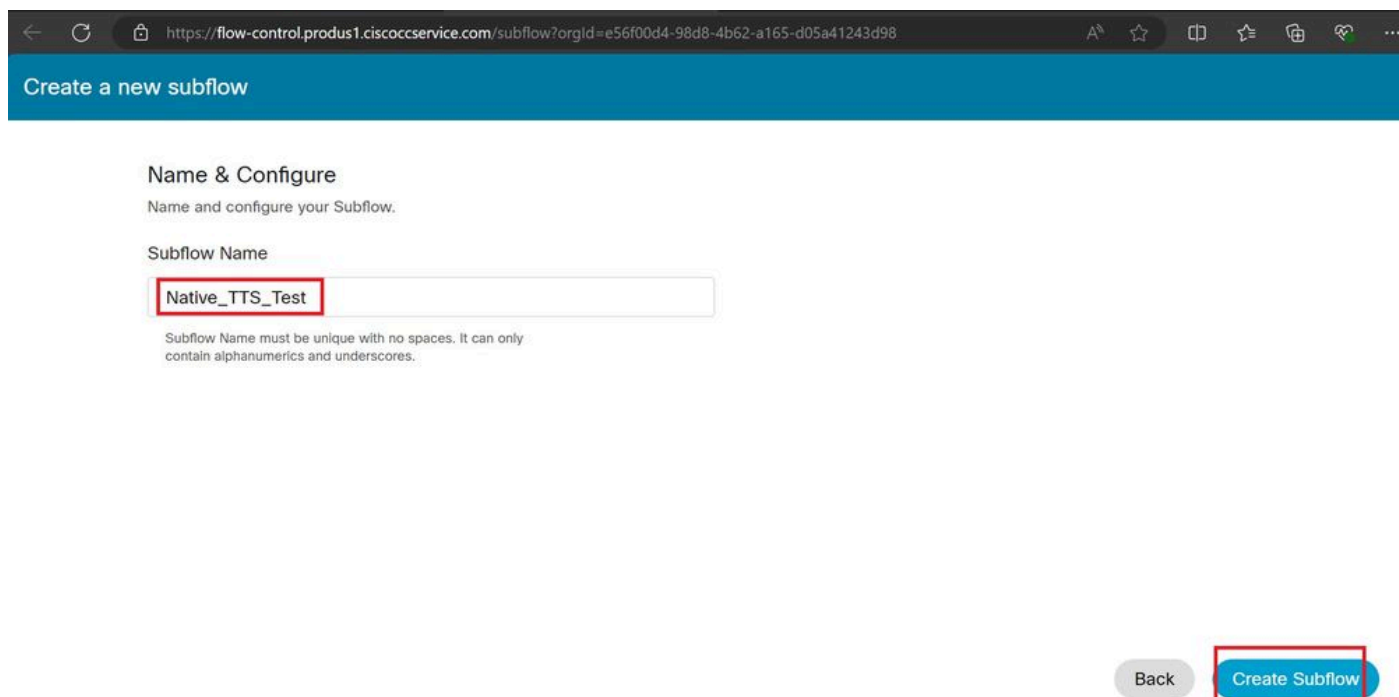 https://flow-control.produs1.ciscoccservice.com/subflow?orgId=e56f00d4-98d8-4b62-a165-d05a41243d98
Create a new subflow
Name & Configure
Name and configure your Subflow.
Subflow Name
Native_TTS_Test
Subflow Name must be unique with no spaces. It can only
contain alphanumerics and underscores.
Back
Create Subflow